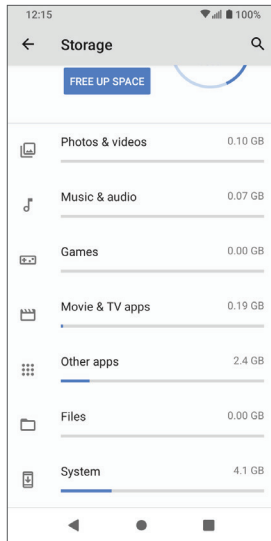 12:15 100%
Storage
FREE UP SPACE
Photos & videos 0.10 GB
Music & audio 0.07 GB
Games 0.00 GB
Movie & TV apps 0.19 GB
Other apps 2.4 GB
Files 0.00 GB
System 4.1 GB